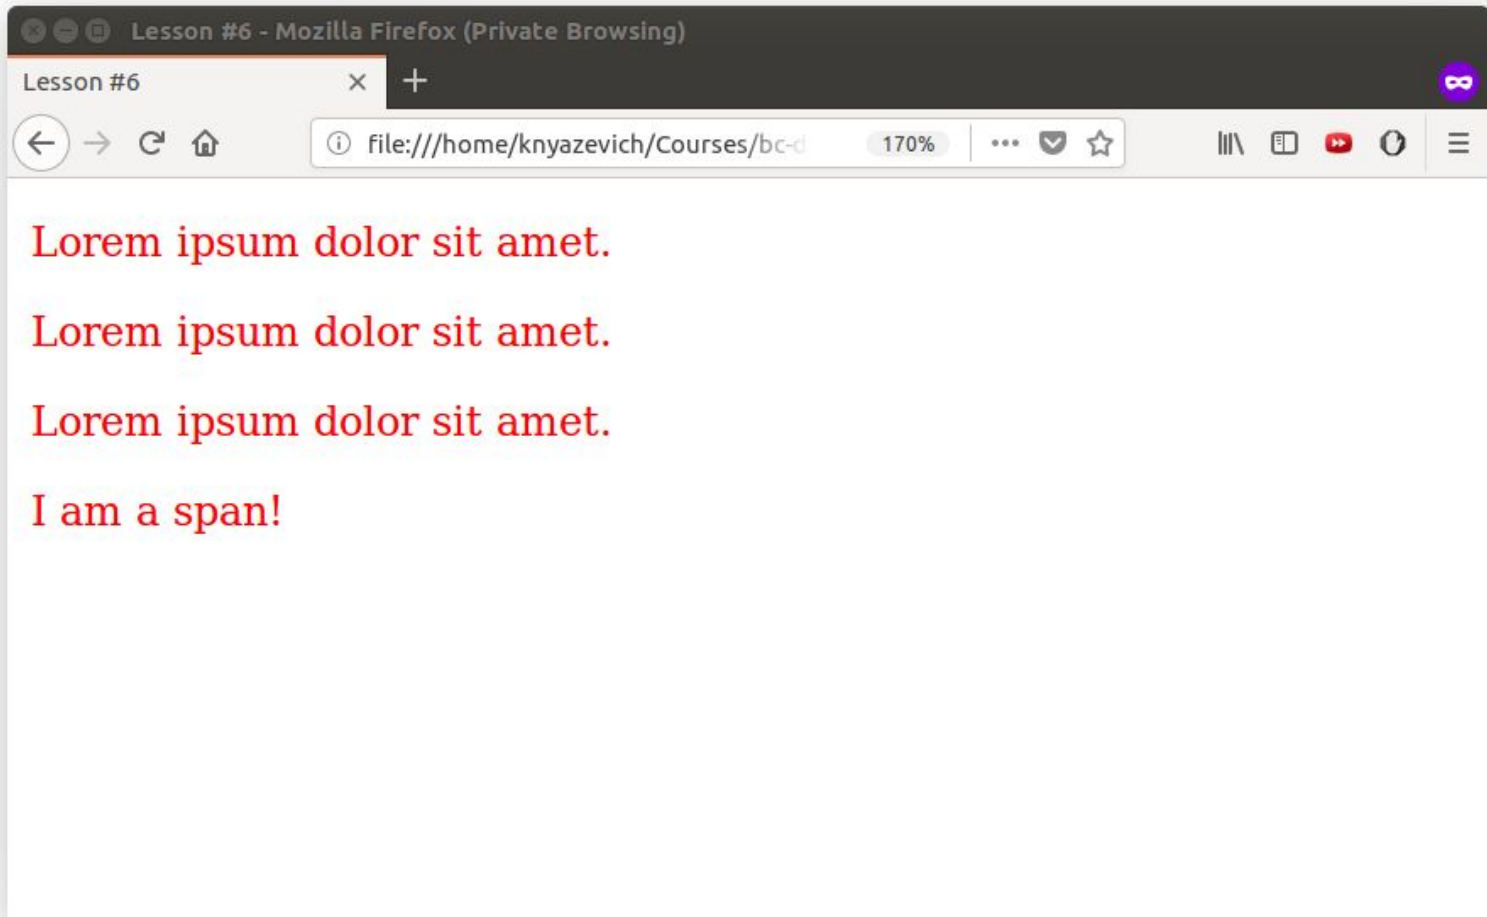 Lesson #6 - Mozilla Firefox (Private Browsing)
Lesson #6
file:///home/knyazevich/Courses/bc-d
170%
Lorem ipsum dolor sit amet.
Lorem ipsum dolor sit amet.
Lorem ipsum dolor sit amet.
I am a span!